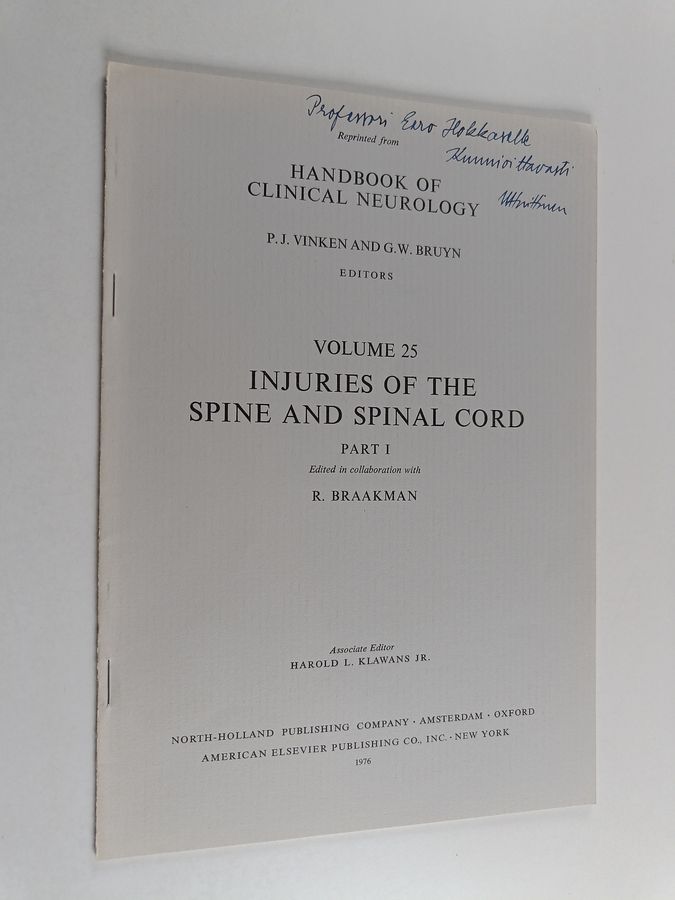 Professori Eero Hokkaselle
Reprinted from
Kunnioittavasti
HANDBOOK OF
CLINICAL NEUROLOGY
P. J. VINKEN AND G. W. BRUYN
EDITORS
VOLUME 25
INJURIES OF THE
SPINE AND SPINAL CORD
PART I
Edited in collaboration with
R. BRAAKMAN
Associate Editor
HAROLD L. KLAWANS JR.
NORTH-HOLLAND PUBLISHING COMPANY · AMSTERDAM · OXFORD
AMERICAN ELSEVIER PUBLISHING CO., INC. · NEW YORK
1976